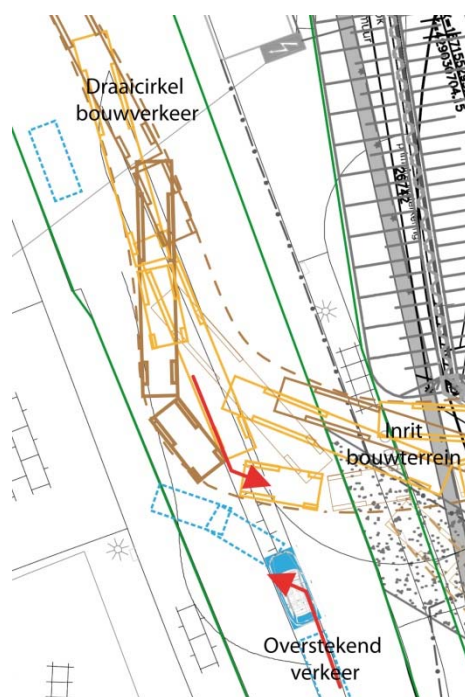 Draaicirkel
bouwverkeer
Inrit
bouwterrein
Overstekend
verkeer